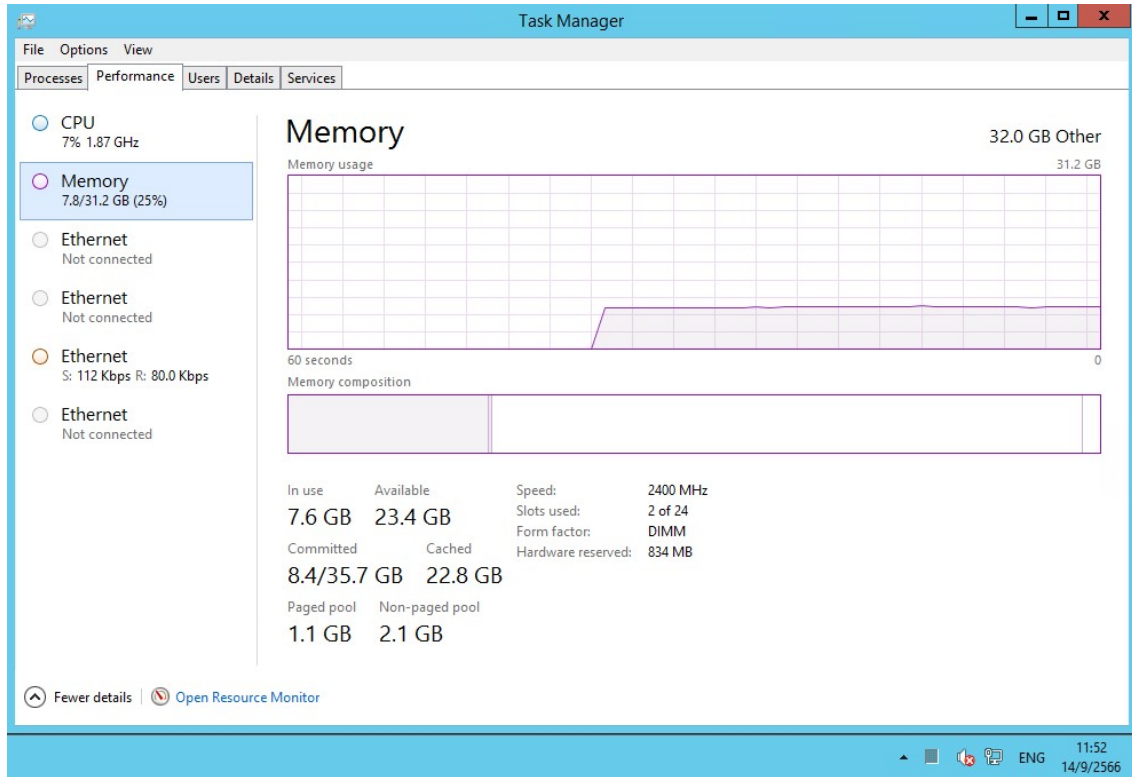 Task Manager
File Options View
Processes Performance Users Details Services
CPU
7% 1.87 GHz
Memory
7.8/31.2 GB (25%)
Ethernet
Not connected
Ethernet
Not connected
Ethernet
S: 112 Kbps R: 80.0 Kbps
Ethernet
Not connected
Memory
32.0 GB Other
Memory usage
31.2 GB
60 seconds
0
Memory composition
In use Available
7.6 GB 23.4 GB
Committed Cached
8.4/35.7 GB 22.8 GB
Paged pool Non-paged pool
1.1 GB 2.1 GB
Speed: 2400 MHz
Slots used: 2 of 24
Form factor: DIMM
Hardware reserved: 834 MB
Fewer details Open Resource Monitor
ENG
11:52
14/9/2566